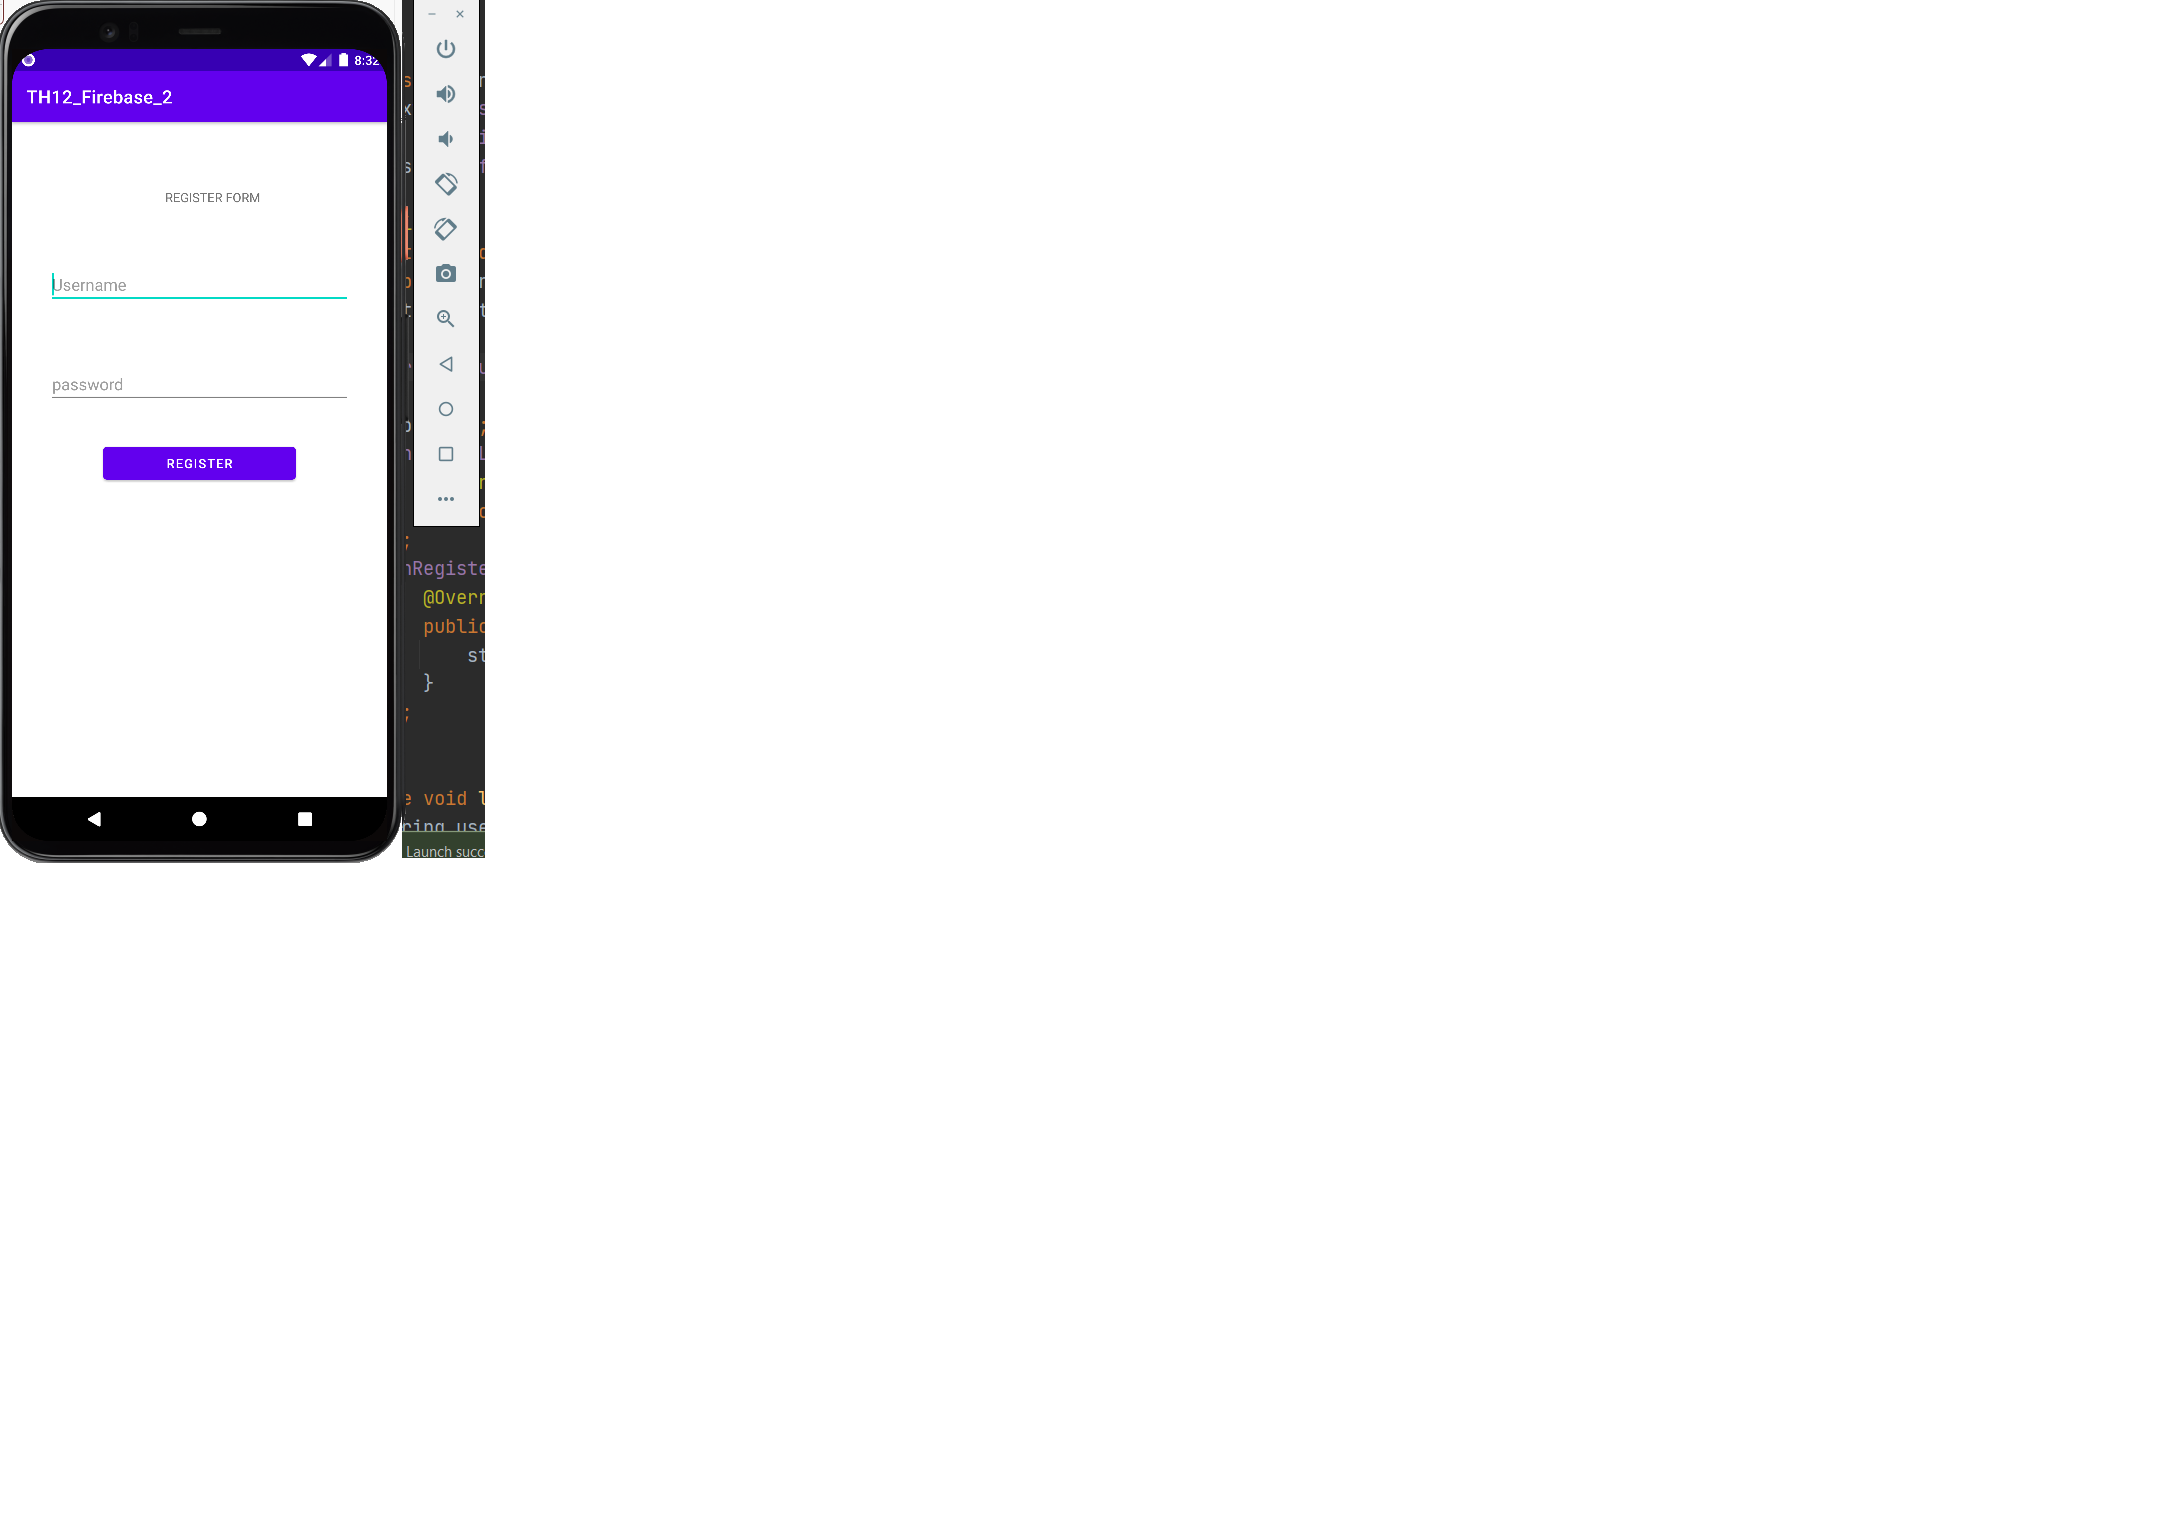 8:32
TH12_Firebase_2
REGISTER FORM
Username
password
REGISTER
;
nRegiste
@Overr
public
st
}
;
e void l
ring use
Launch succ